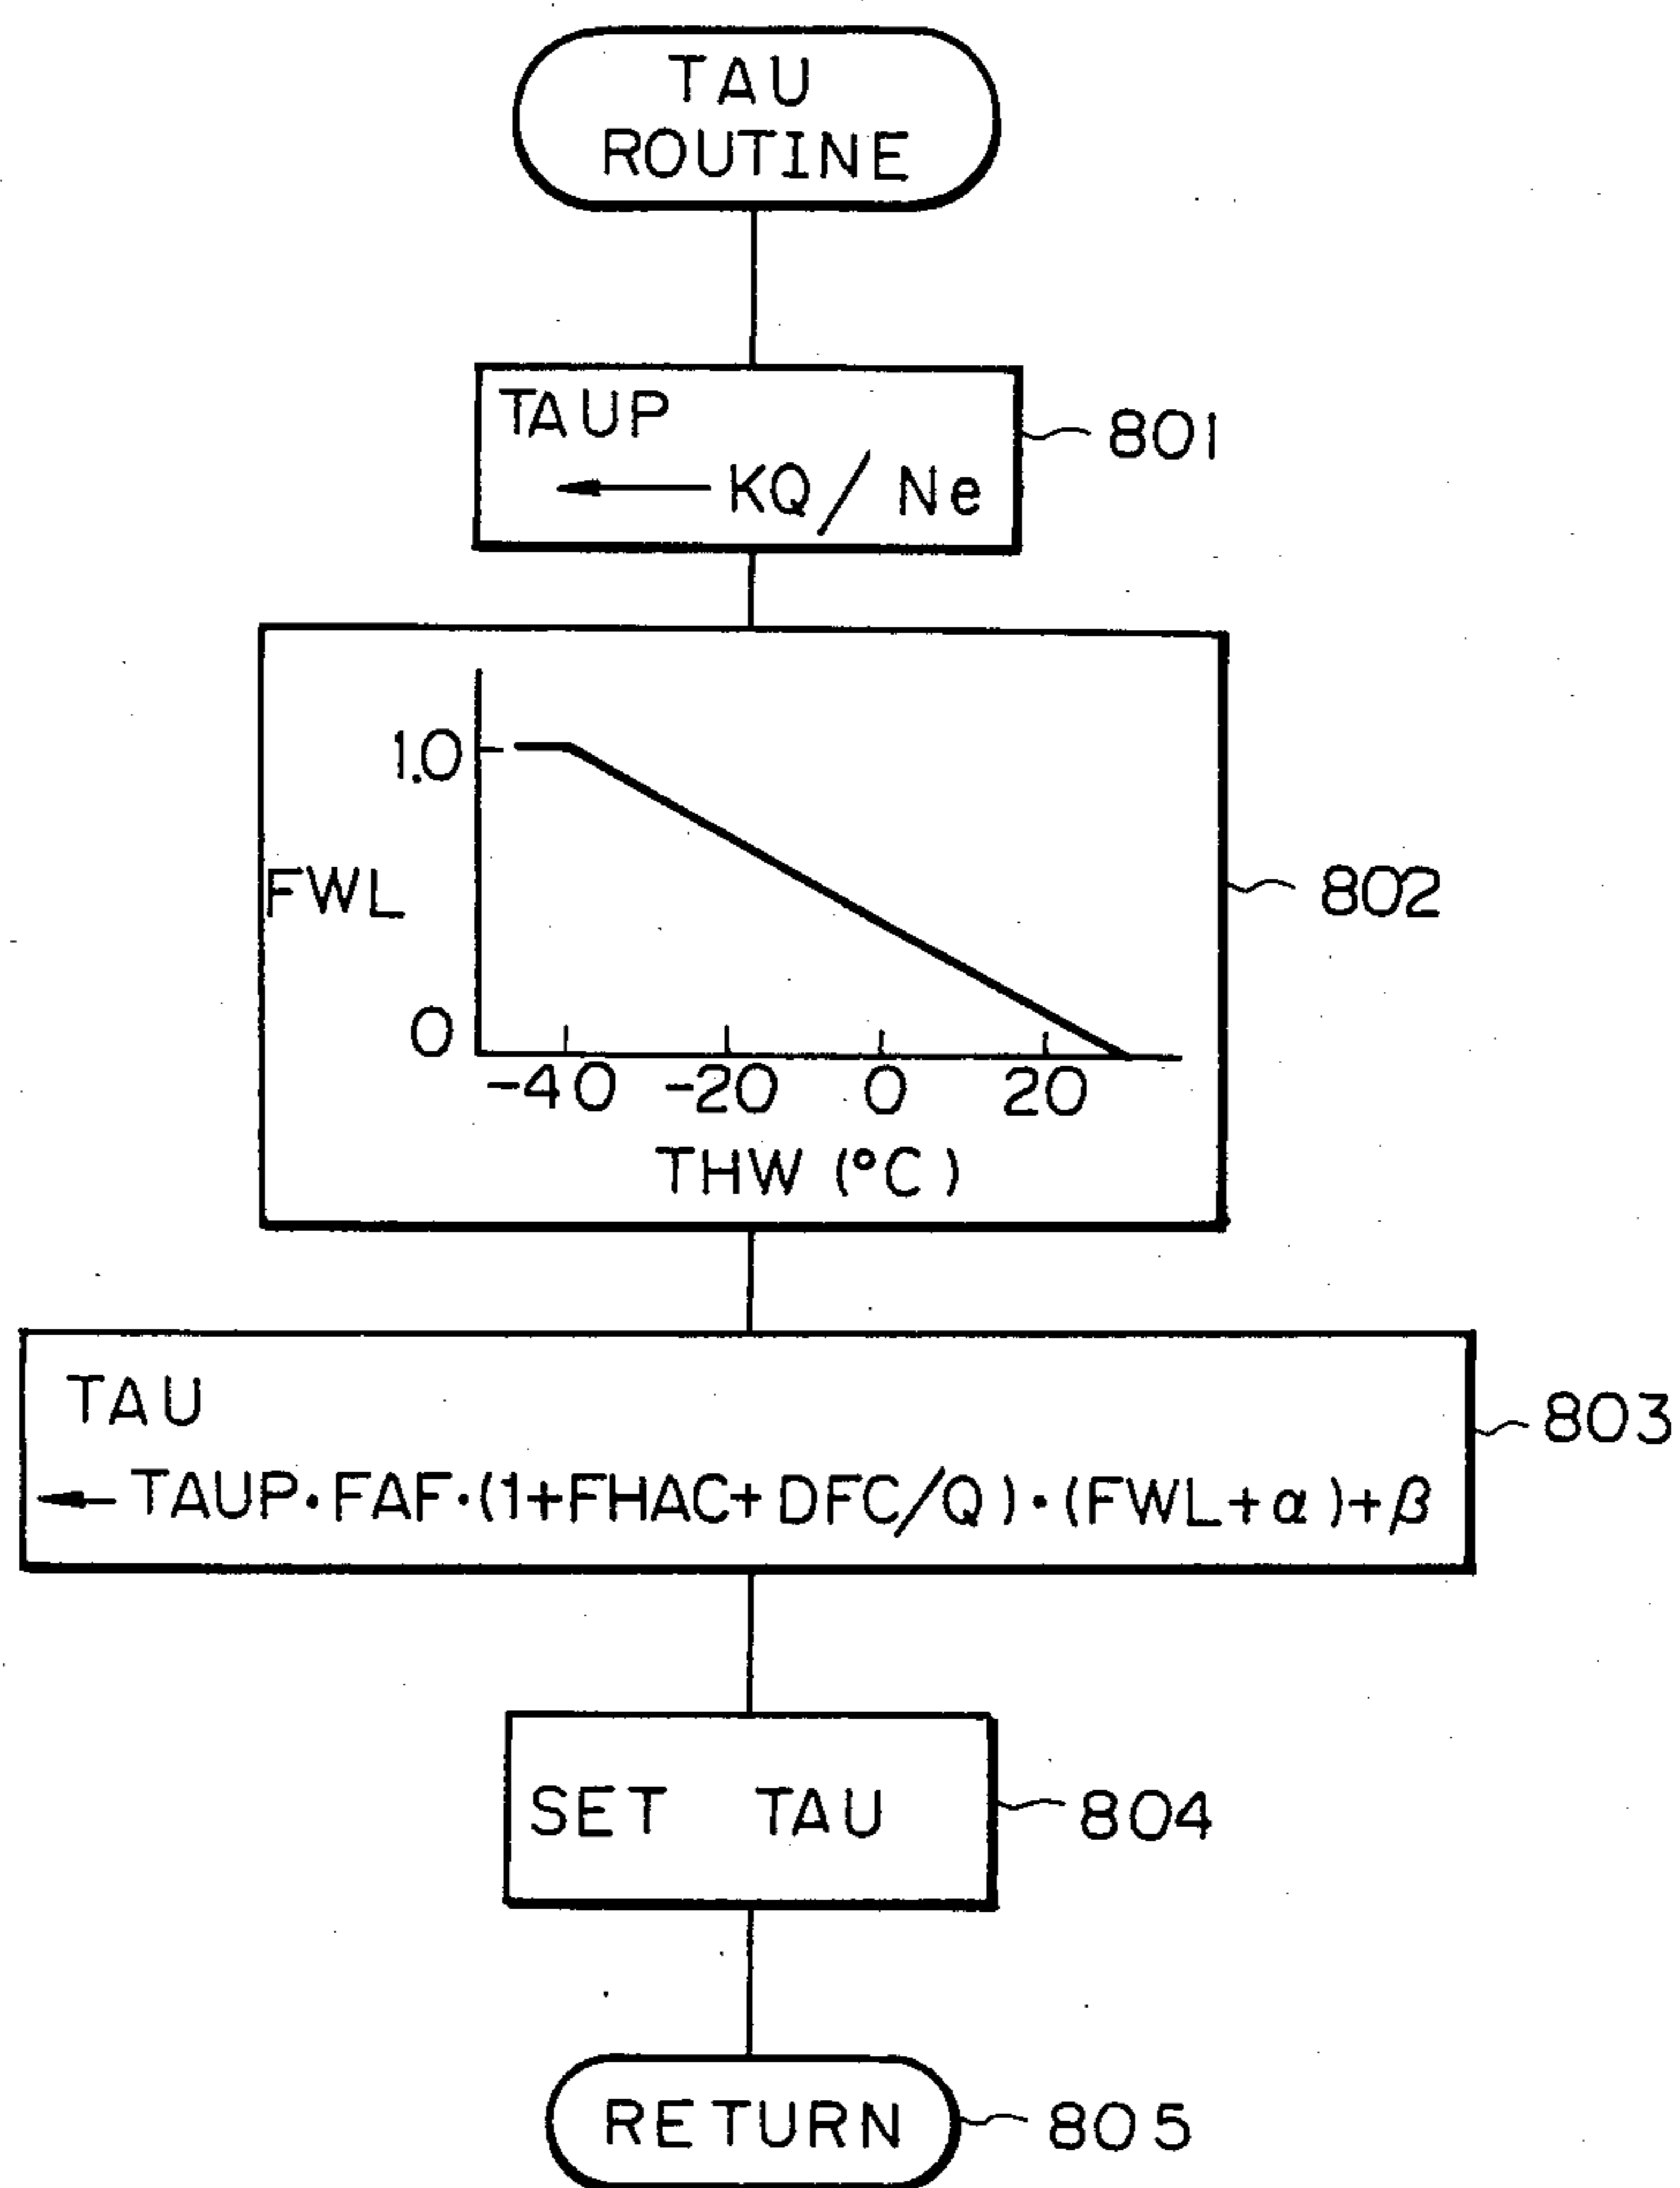 TAU
ROUTINE
TAUP
← KQ/Ne
801
1.0
FWL
802
0
-40 -20 0 20
THW (°C)
TAU
← TAUP·FAF·(1+FHAC+DFC/Q)·(FWL+α)+β
803
SET TAU
804
RETURN
805